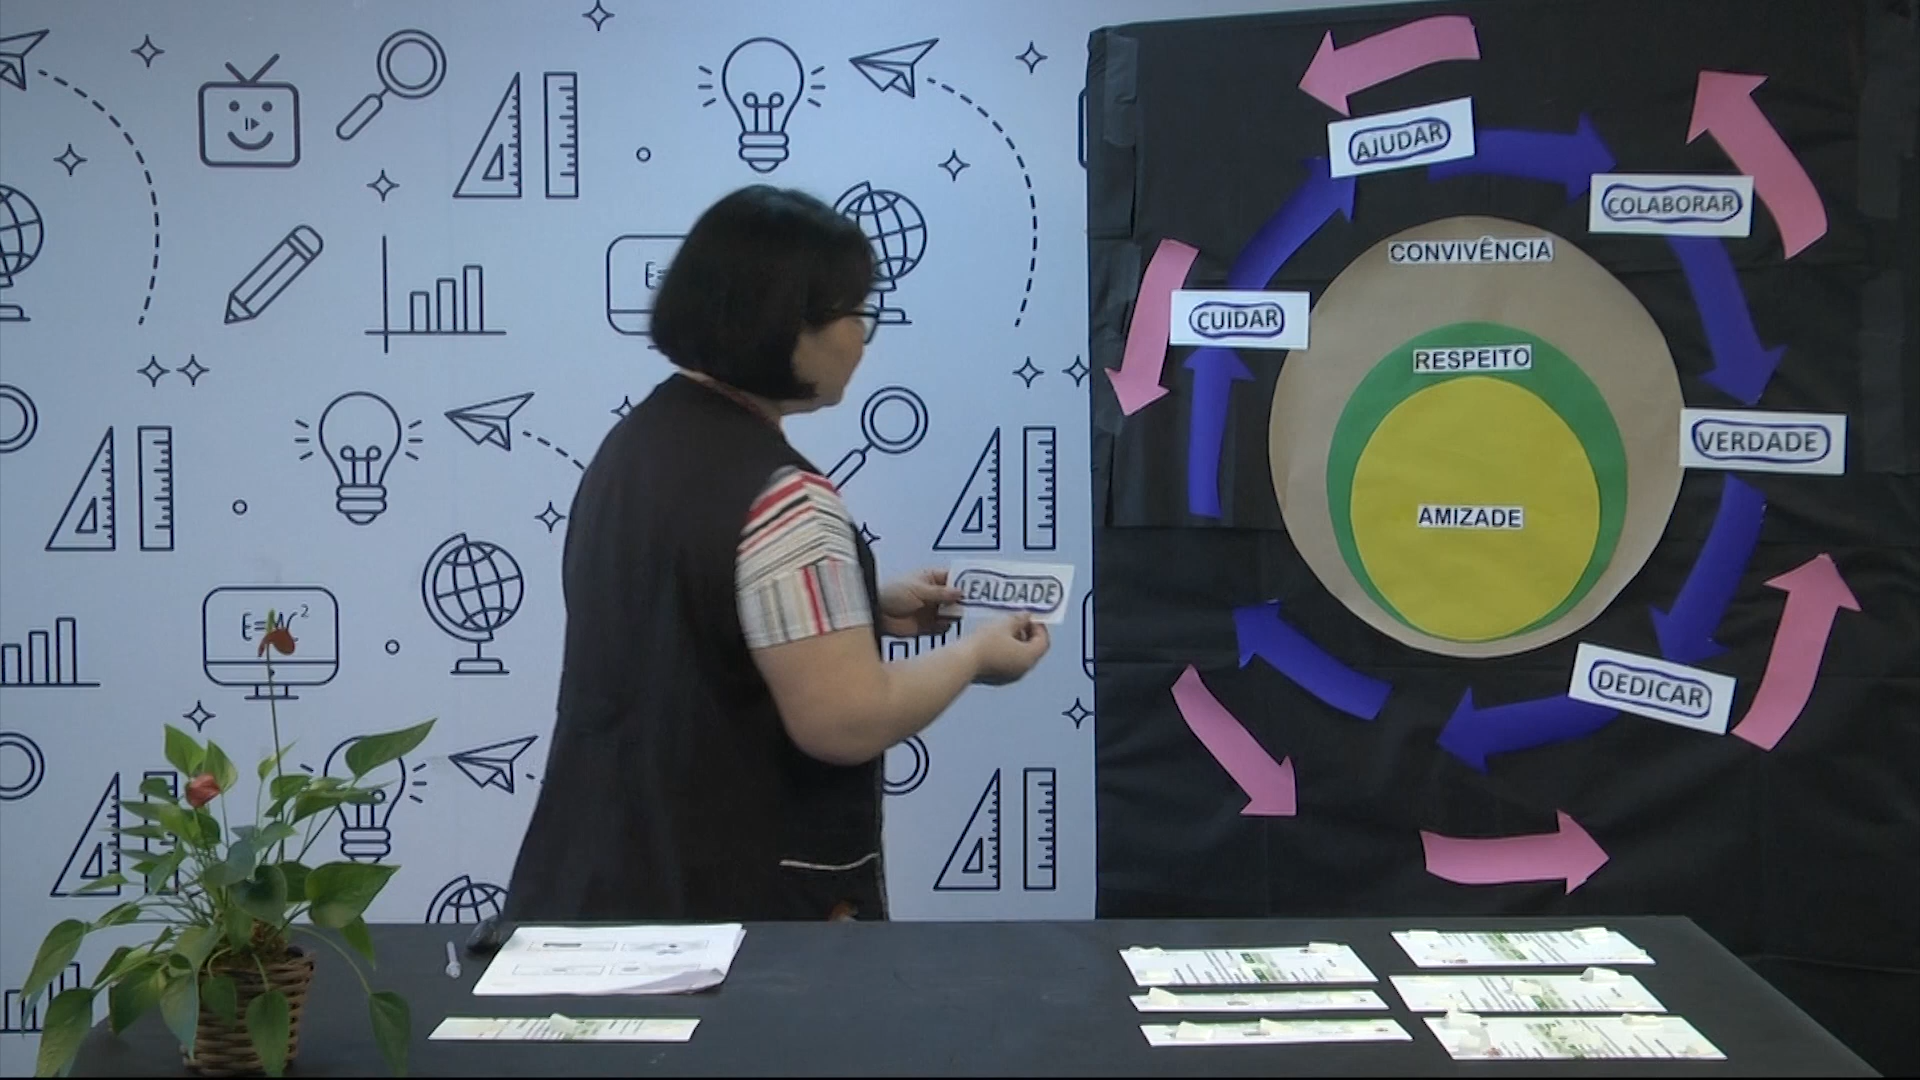 AJUDAR
COLABORAR
CONVIVÊNCIA
CUIDAR
RESPEITO
VERDADE
AMIZADE
LEALDADE
DEDICAR
E=
E=MC²